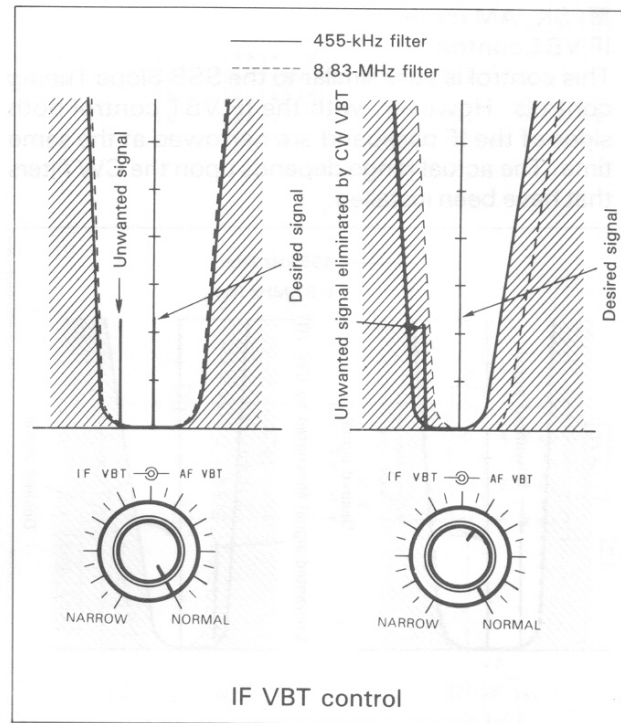 455-kHz filter
8.83-MHz filter
Unwanted signal
Desired signal
Unwanted signal eliminated by CW VBT
Desired signal
IF VBT AF VBT
NARROW NORMAL
IF VBT AF VBT
NARROW NORMAL
IF VBT control